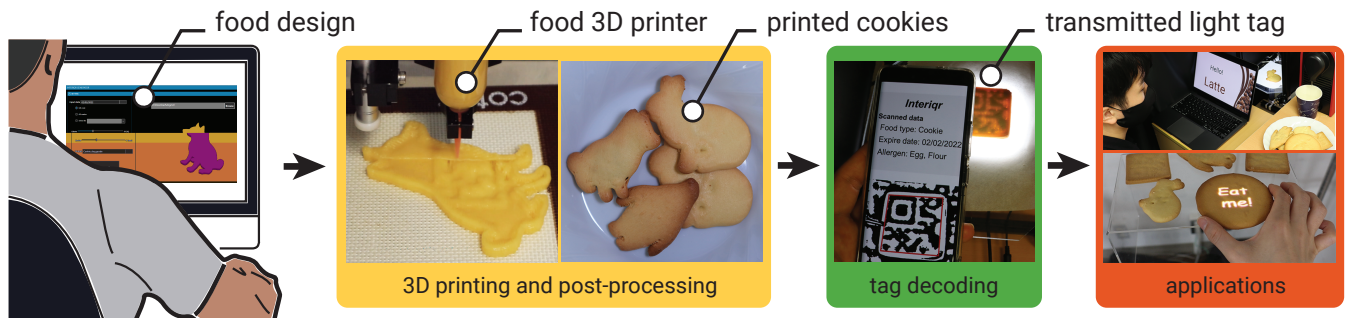 food design
food 3D printer
printed cookies
transmitted light tag
Interiqr
Scanned data
Food type: Cookie
Expire date: 02/02/2022
Allergen: Egg, Flour
Hello!
Latte
Eat
me!
3D printing and post-processing
tag decoding
applications